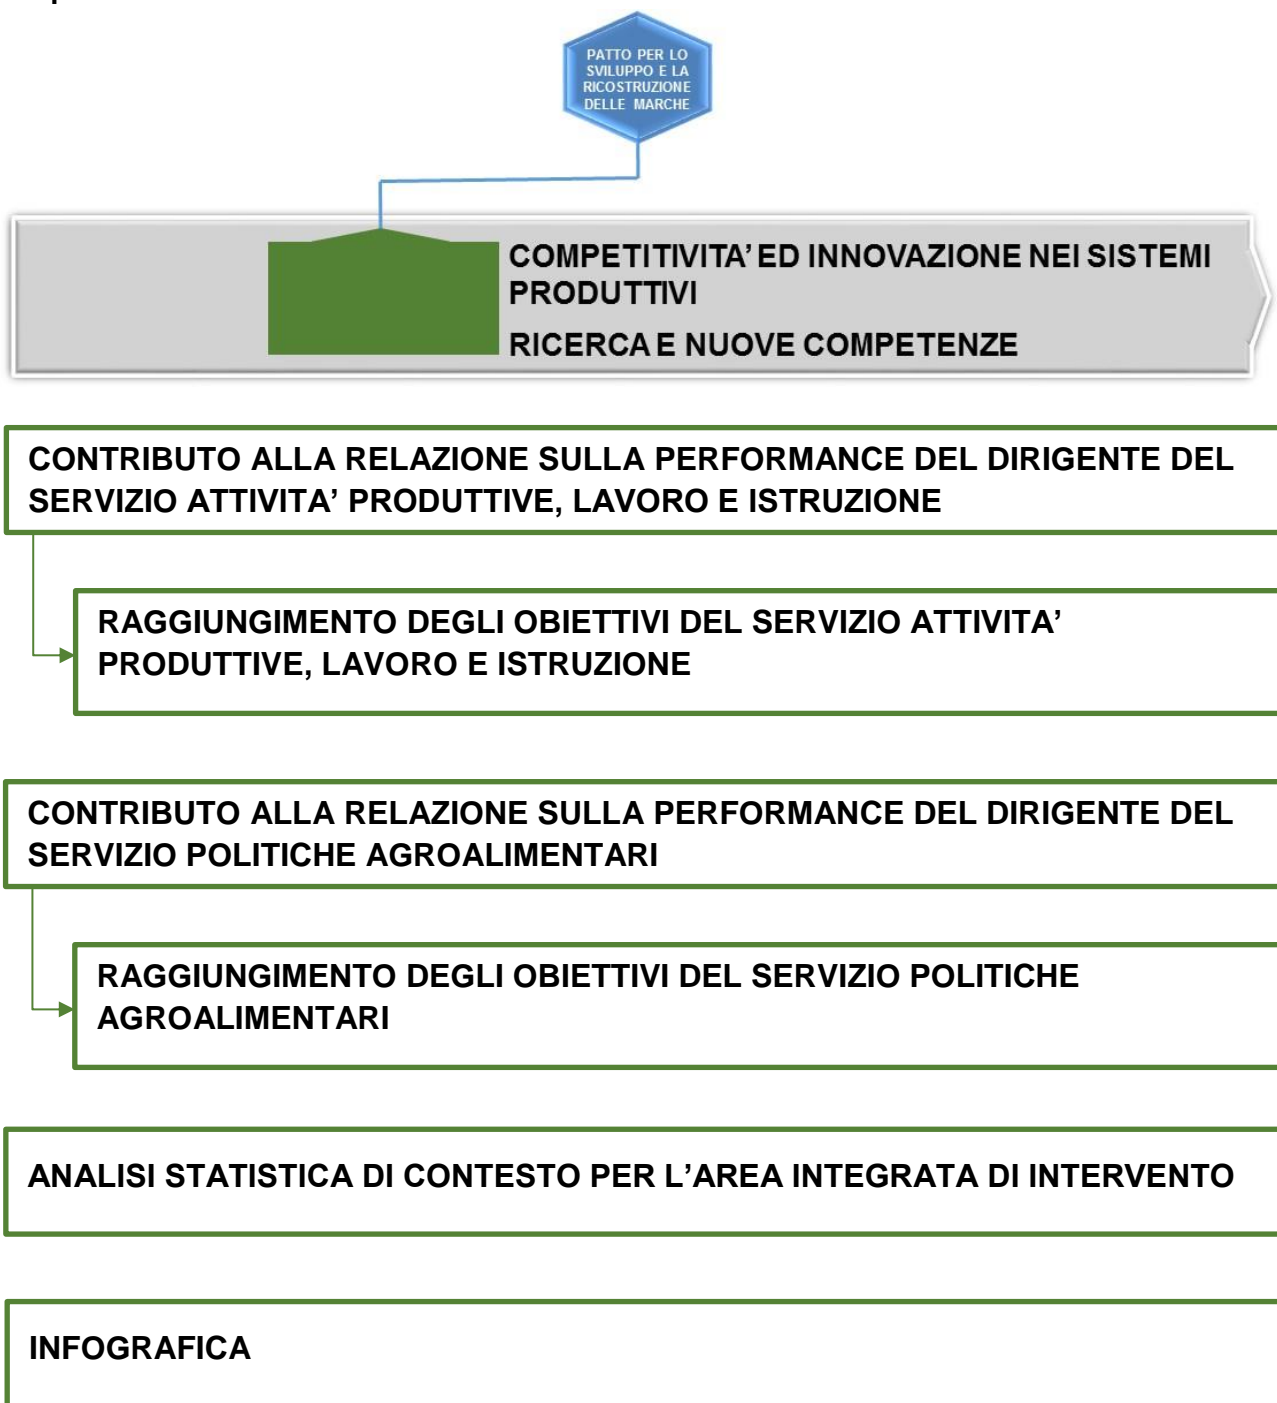 PATTO PER LO
SVILUPPO E LA
RICOSTRUZIONE
DELLE MARCHE
COMPETITIVITA’ ED INNOVAZIONE NEI SISTEMI
PRODUTTIVI
RICERCA E NUOVE COMPETENZE
CONTRIBUTO ALLA RELAZIONE SULLA PERFORMANCE DEL DIRIGENTE DEL
SERVIZIO ATTIVITA’ PRODUTTIVE, LAVORO E ISTRUZIONE
RAGGIUNGIMENTO DEGLI OBIETTIVI DEL SERVIZIO ATTIVITA’
PRODUTTIVE, LAVORO E ISTRUZIONE
CONTRIBUTO ALLA RELAZIONE SULLA PERFORMANCE DEL DIRIGENTE DEL
SERVIZIO POLITICHE AGROALIMENTARI
RAGGIUNGIMENTO DEGLI OBIETTIVI DEL SERVIZIO POLITICHE
AGROALIMENTARI
ANALISI STATISTICA DI CONTESTO PER L’AREA INTEGRATA DI INTERVENTO
INFOGRAFICA